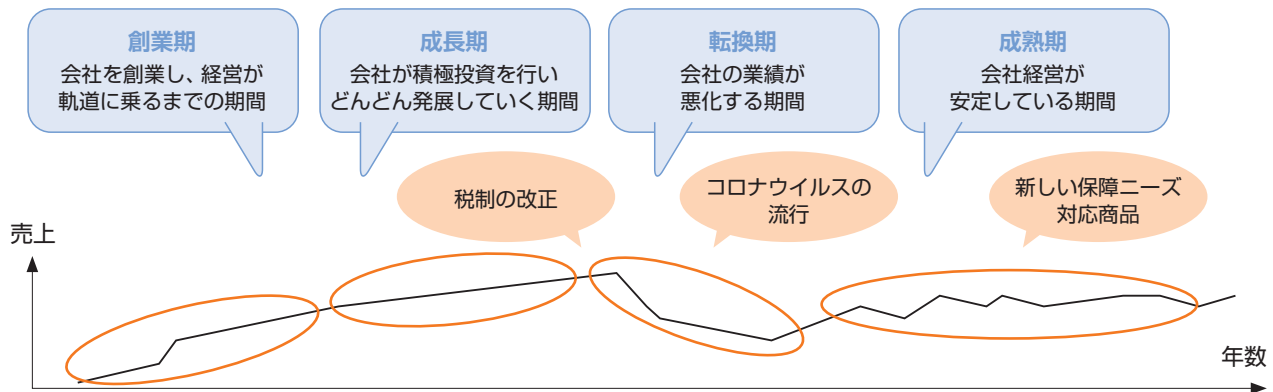 創業期
会社を創業し、経営が
軌道に乗るまでの期間
成長期
会社が積極投資を行い
どんどん発展していく期間
転換期
会社の業績が
悪化する期間
成熟期
会社経営が
安定している期間
税制の改正
コロナウイルスの
流行
新しい保障ニーズ
対応商品
売上
年数